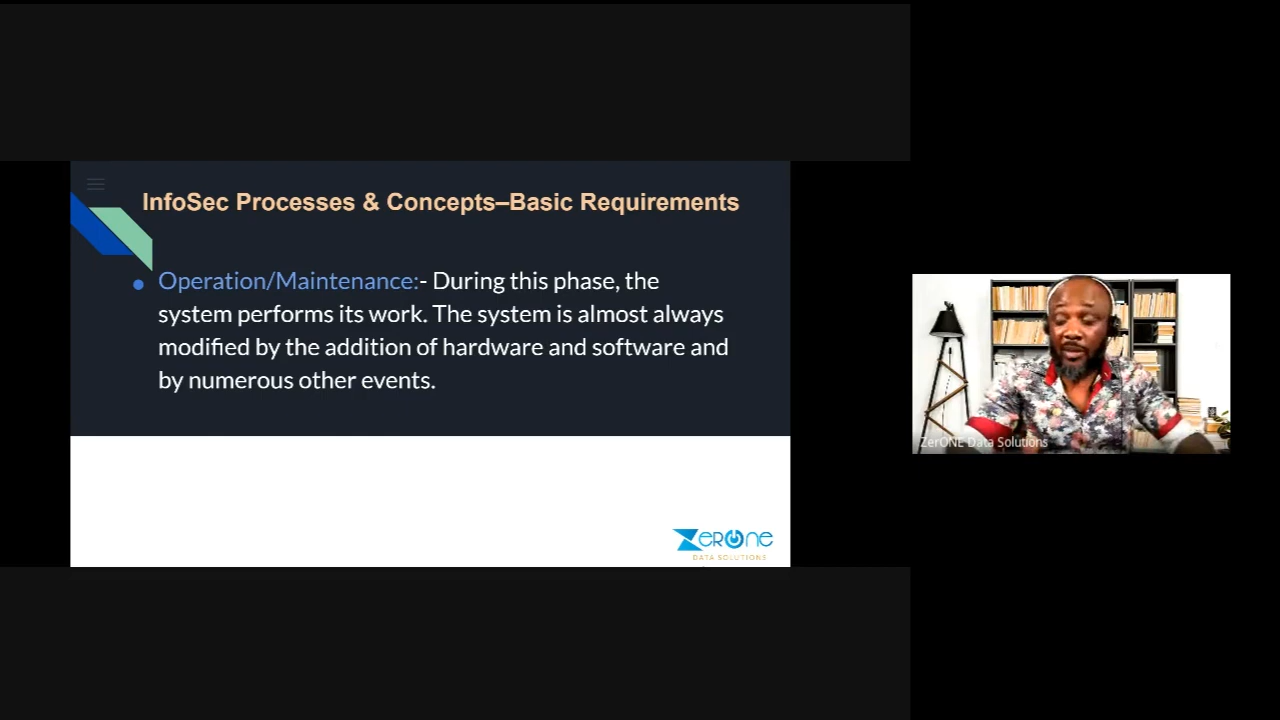 InfoSec Processes & Concepts–Basic Requirements
Operation/Maintenance:- During this phase, the
system performs its work. The system is almost always
modified by the addition of hardware and software and
by numerous other events.
ZerOne
DATA SOLUTIONS
ZerONE Data Solutions